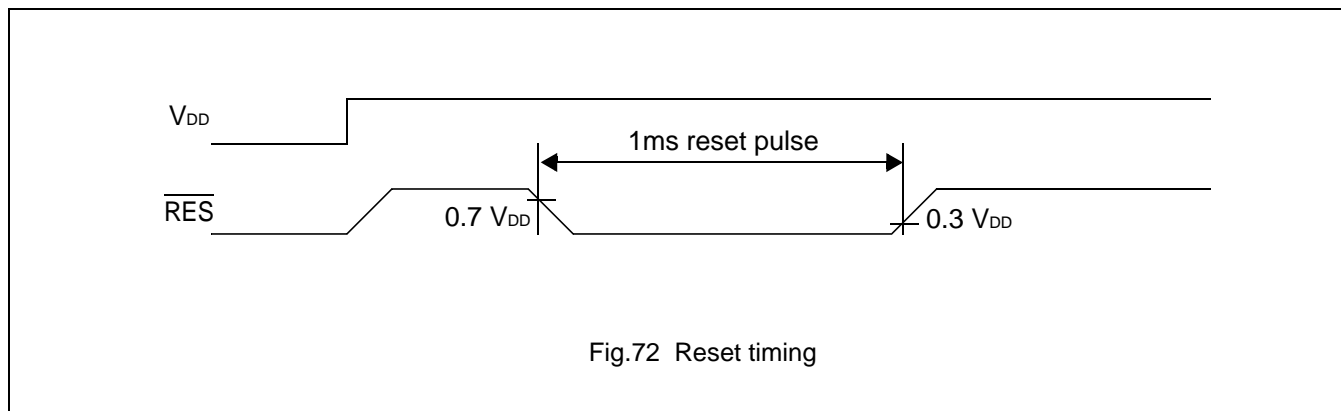 VDD
1ms reset pulse
RES
0.7 VDD
0.3 VDD
Fig.72 Reset timing